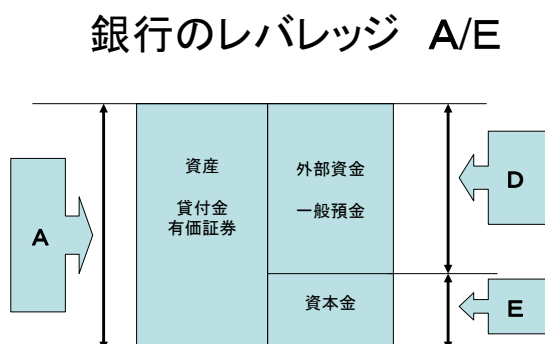 銀行のレバレッジ A/E
資産
貸付金
有価証券
外部資金
一般預金
資本金
A
D
E